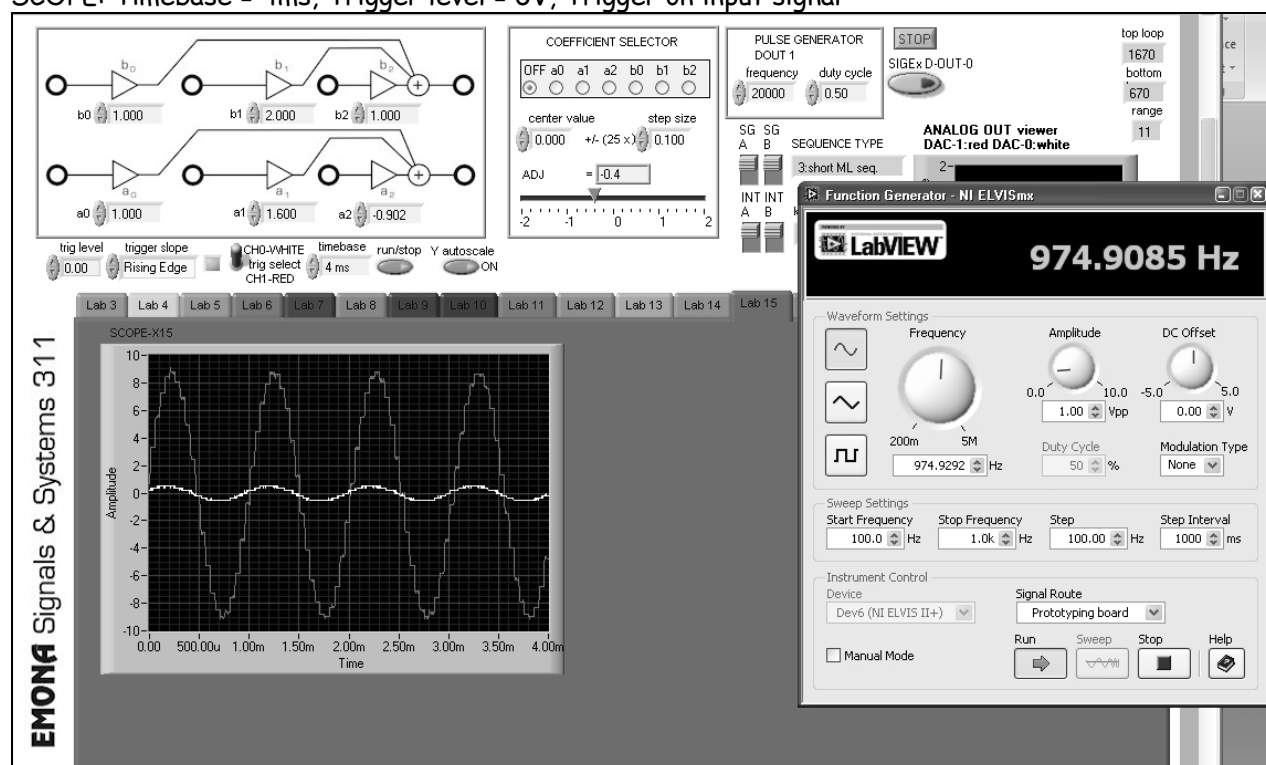 SCOPE: Timebase = 4ms; Trigger level = 0V; Trigger on input signal
b0 b1 b2
b0 1.000 b1 2.000 b2 1.000
a0 a1 a2
a0 1.000 a1 1.600 a2 -0.902
COEFFICIENT SELECTOR
OFF a0 a1 a2 b0 b1 b2
center value step size
0.000 +/- (25 x) 0.100
ADJ = -0.4
-2 -1 0 1 2
PULSE GENERATOR
DOUT 1
frequency duty cycle
20000 0.50
STOP
SIGEx D-OUT-0
top loop
1670
bottom
670
range
11
SG SG
A B SEQUENCE TYPE
3:short ML seq.
INT INT
A B
ANALOG OUT viewer
DAC-1:red DAC-0:white
2-
trig level trigger slope CH0-WHITE timebase run/stop Y autoscale
0.00 Rising Edge trig select 4 ms ON
CH1-RED
Lab 3 Lab 4 Lab 5 Lab 6 Lab 7 Lab 8 Lab 9 Lab 10 Lab 11 Lab 12 Lab 13 Lab 14 Lab 15
EMONA Signals & Systems 311
SCOPE-X15
Amplitude
10-
8-
6-
4-
2-
0-
-2-
-4-
-6-
-8-
-10-
0.00 500.00u 1.00m 1.50m 2.00m 2.50m 3.00m 3.50m 4.00m
Time
Function Generator - NI ELVISmx
LabVIEW
974.9085 Hz
Waveform Settings
Frequency Amplitude DC Offset
0.0 10.0 -5.0 5.0
1.00 Vpp 0.00 V
200m 5M
974.9292 Hz
Duty Cycle Modulation Type
50 % None
Sweep Settings
Start Frequency Stop Frequency Step Step Interval
100.0 Hz 1.0k Hz 100.00 Hz 1000 ms
Instrument Control
Device Signal Route
Dev6 (NI ELVIS II+) Prototyping board
Run Sweep Stop Help
Manual Mode